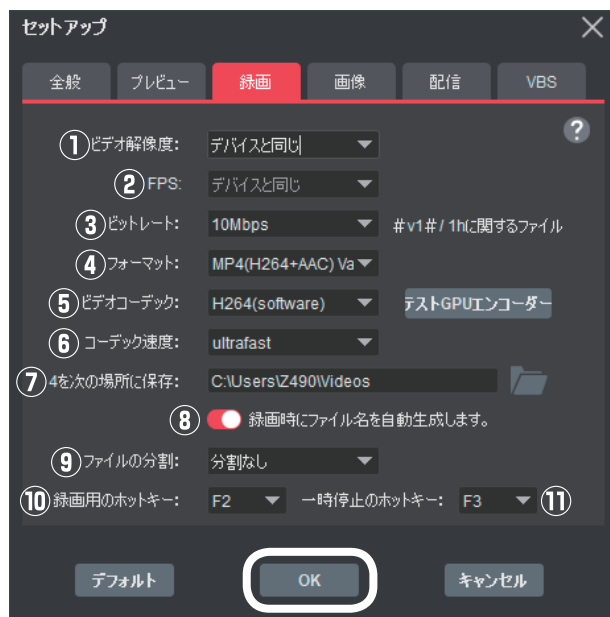 セットアップ
全般 プレビュー 録画 画像 配信 VBS
?
① ビデオ解像度: デバイスと同じ
② FPS: デバイスと同じ
③ ビットレート: 10Mbps #v1#/ 1hに関するファイル
④ フォーマット: MP4(H264+AAC) Va
⑤ ビデオコーデック: H264(software) テストGPUエンコーダー
⑥ コーデック速度: ultrafast
⑦ 4を次の場所に保存: C:\Users\Z490\Videos
⑧ 録画時にファイル名を自動生成します。
⑨ ファイルの分割: 分割なし
⑩ 録画用のホットキー: F2 一時停止のホットキー: F3 ⑪
デフォルト OK キャンセル